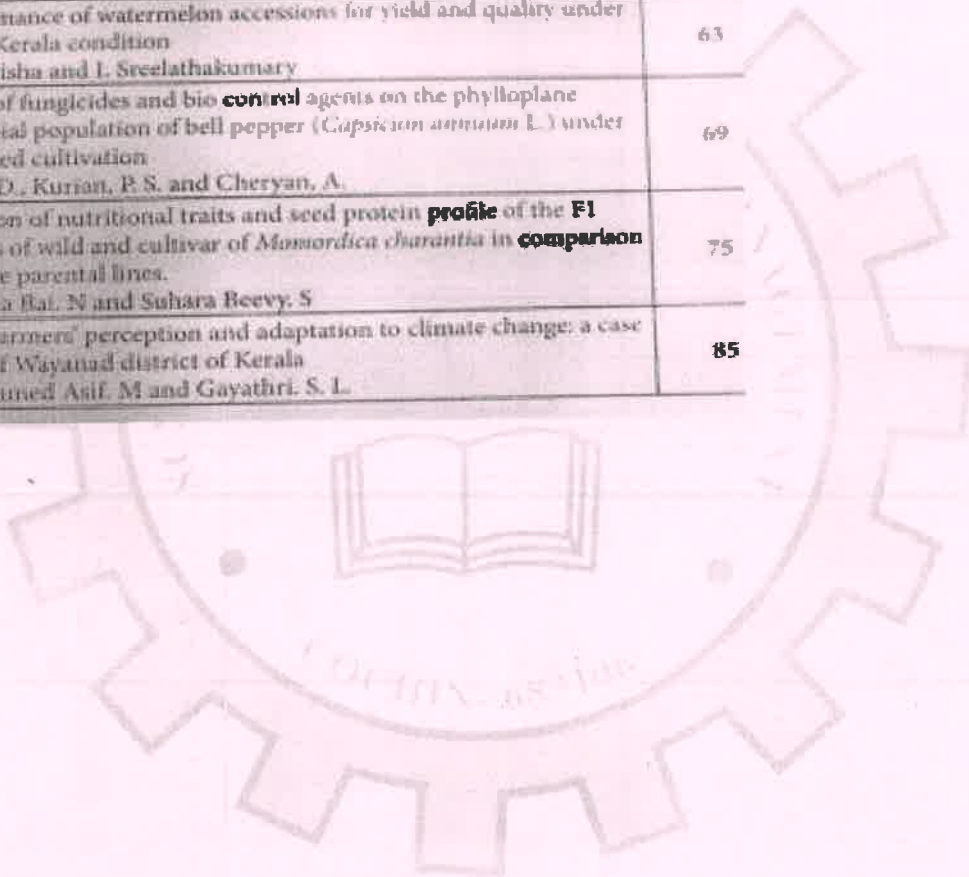 mance of watermelon accessions for yield and quality under
Kerala condition
63
isha and I. Sreelathakumary
of fungicides and bio control agents on the phylloplane
ial population of bell pepper (Capsicum annuum L.) under
69
ed cultivation
D., Kurian, P. S. and Cheryan, A.
on of nutritional traits and seed protein profile of the F1
s of wild and cultivar of Momordica charantia in comparison
75
e parental lines.
a Bai. N and Suhara Beevy. S
armers' perception and adaptation to climate change: a case
f Wayanad district of Kerala
85
amed Asif. M and Gayathri. S. L.